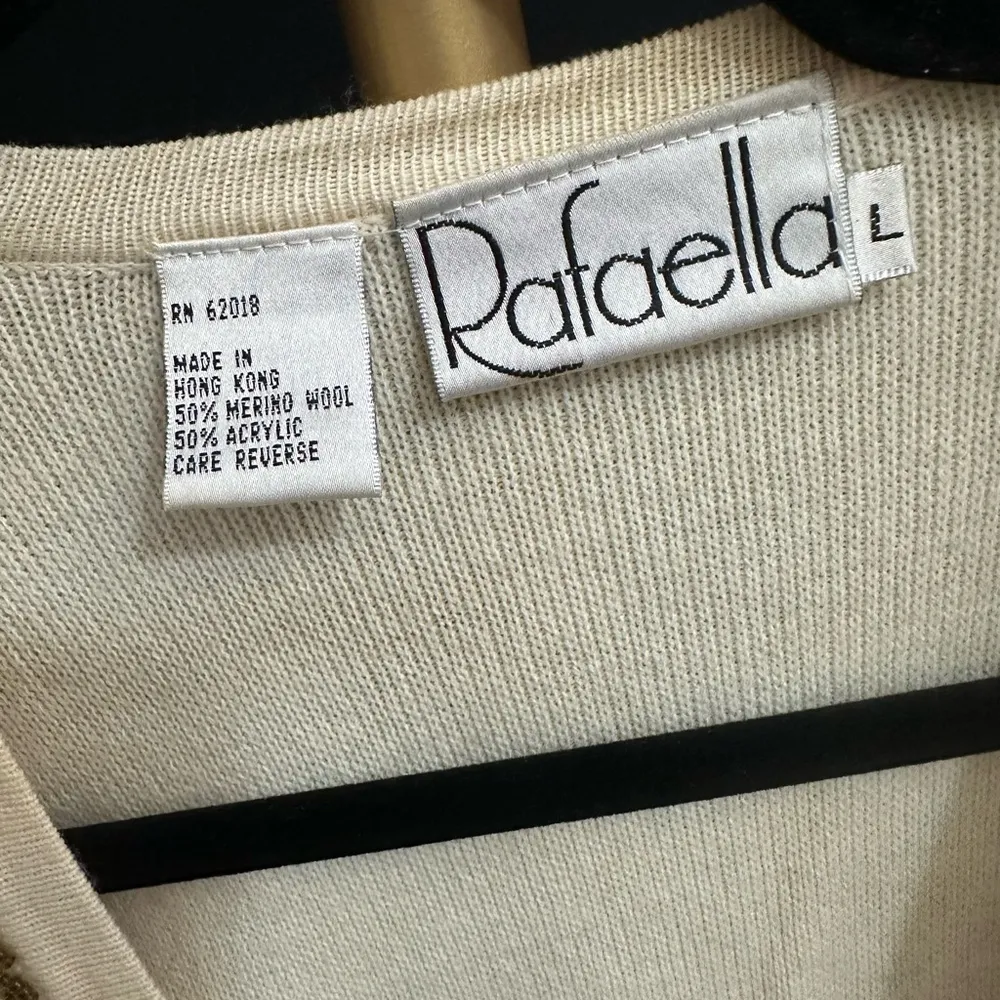 RN 62018
MADE IN
HONG KONG
50% MERINO WOOL
50% ACRYLIC
CARE REVERSE
Rafaella
L